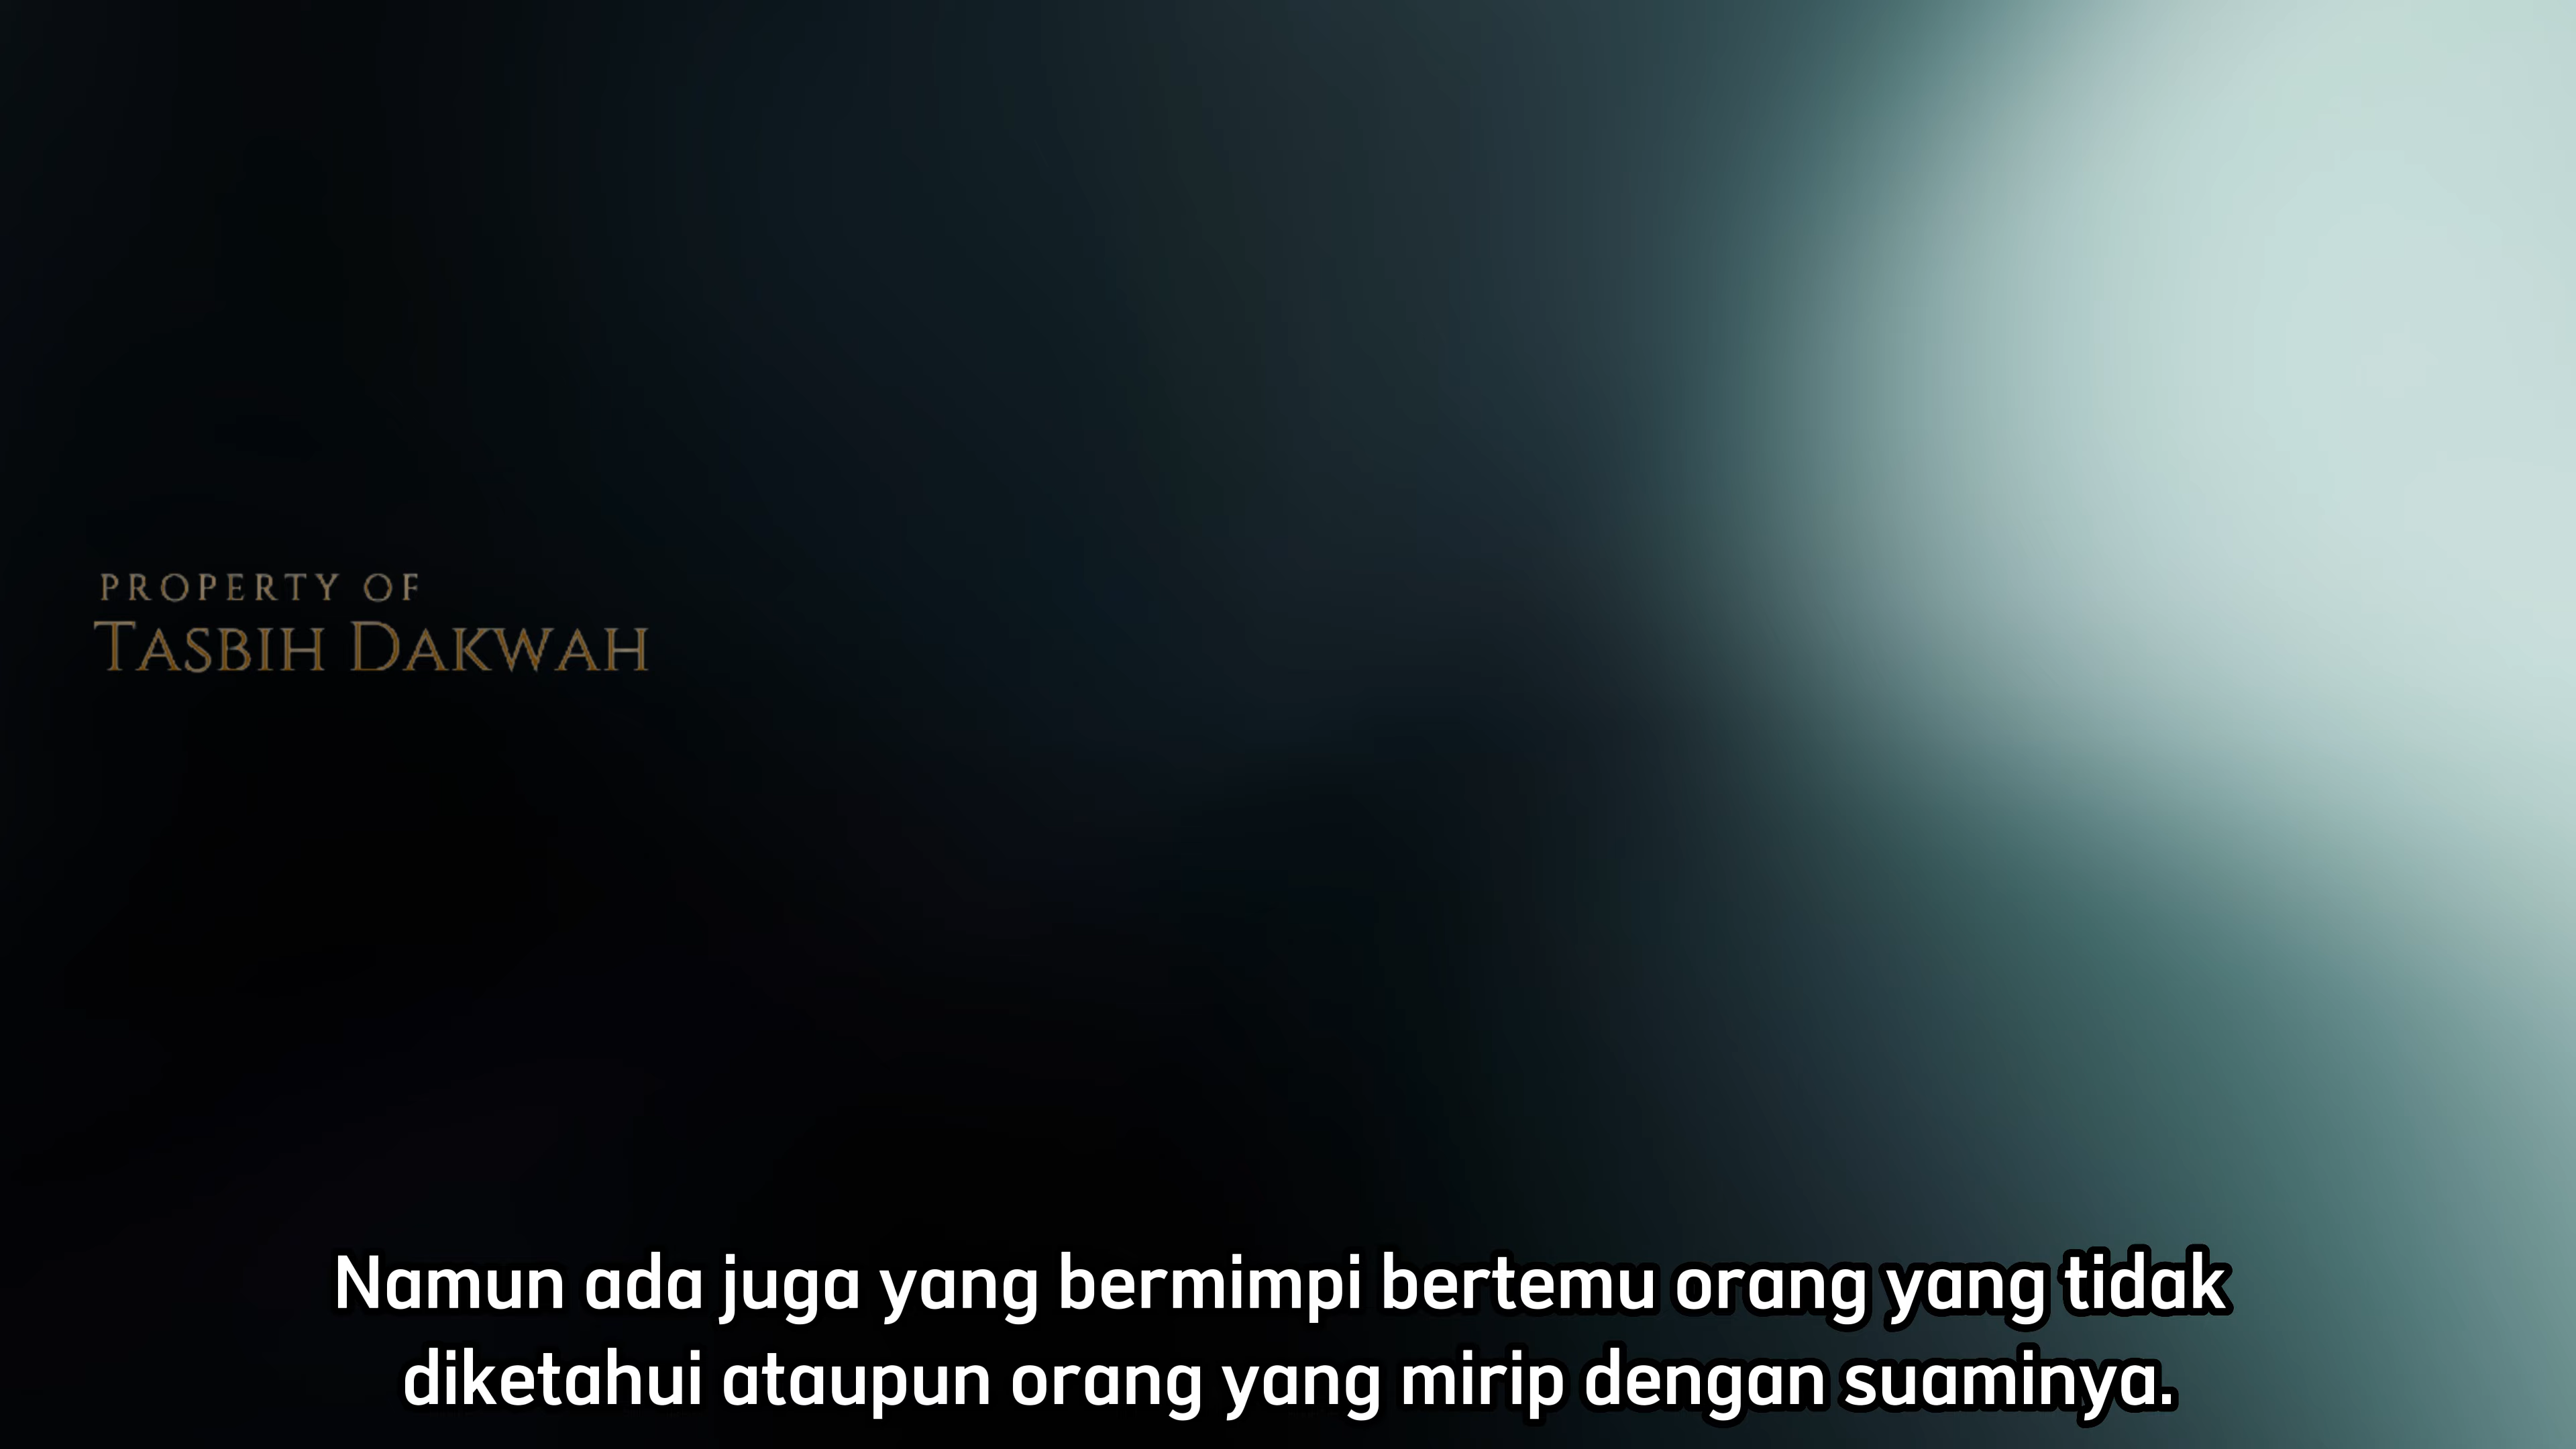 PROPERTY OF
TASBIH DAKWAH
Namun ada juga yang bermimpi bertemu orang yang tidak
diketahui ataupun orang yang mirip dengan suaminya.